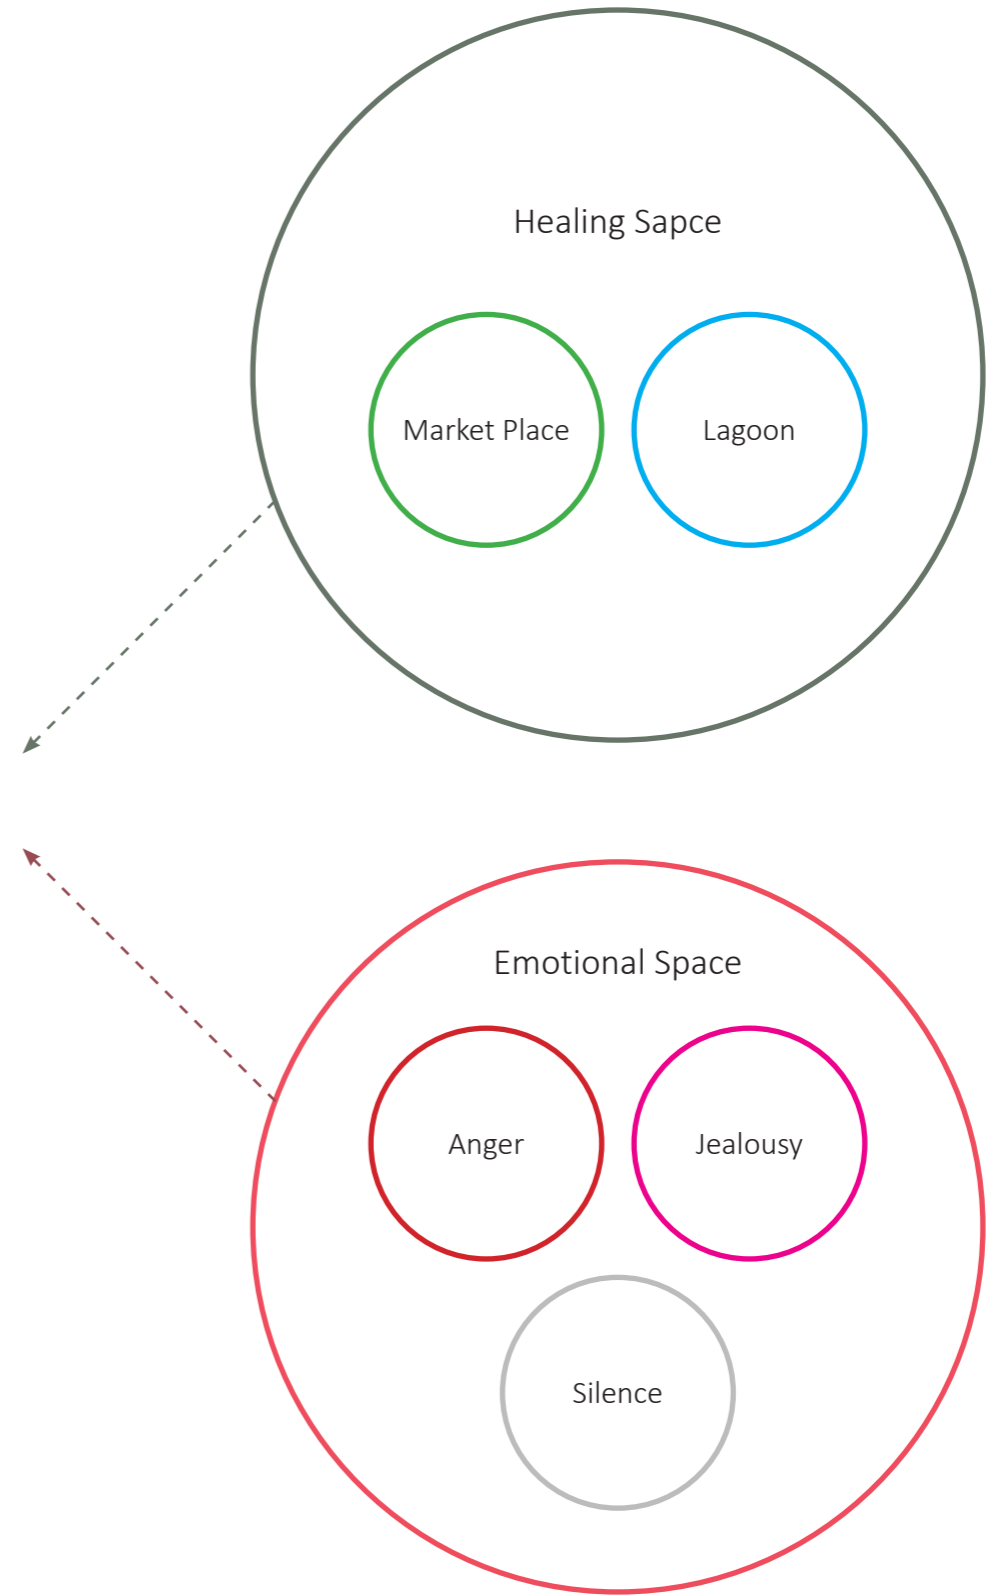 Healing Sapce
Market Place
Lagoon
Emotional Space
Anger
Jealousy
Silence